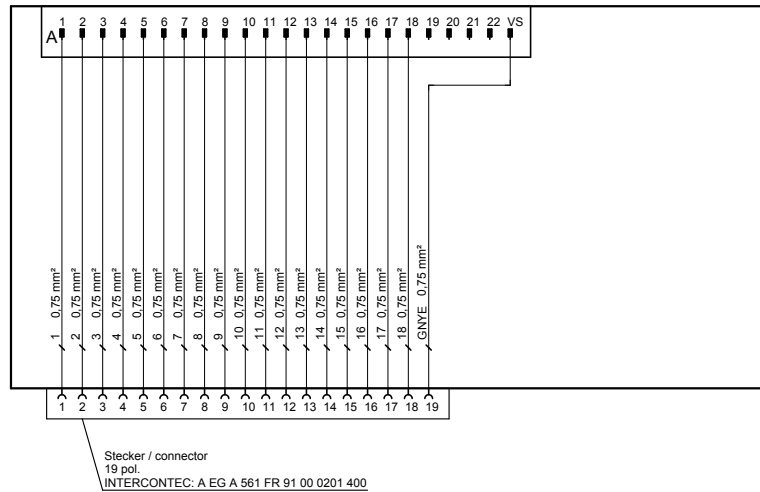 1 2 3 4 5 6 7 8 9 10 11 12 13 14 15 16 17 18 19 20 21 22 VS
A
1 0,75 mm²
2 0,75 mm²
3 0,75 mm²
4 0,75 mm²
5 0,75 mm²
6 0,75 mm²
7 0,75 mm²
8 0,75 mm²
9 0,75 mm²
10 0,75 mm²
11 0,75 mm²
12 0,75 mm²
13 0,75 mm²
14 0,75 mm²
15 0,75 mm²
16 0,75 mm²
17 0,75 mm²
18 0,75 mm²
GNYE 0,75 mm²
1 2 3 4 5 6 7 8 9 10 11 12 13 14 15 16 17 18 19
Stecker / connector
19 pol.
INTERCONTEC: A EG A 561 FR 91 00 0201 400